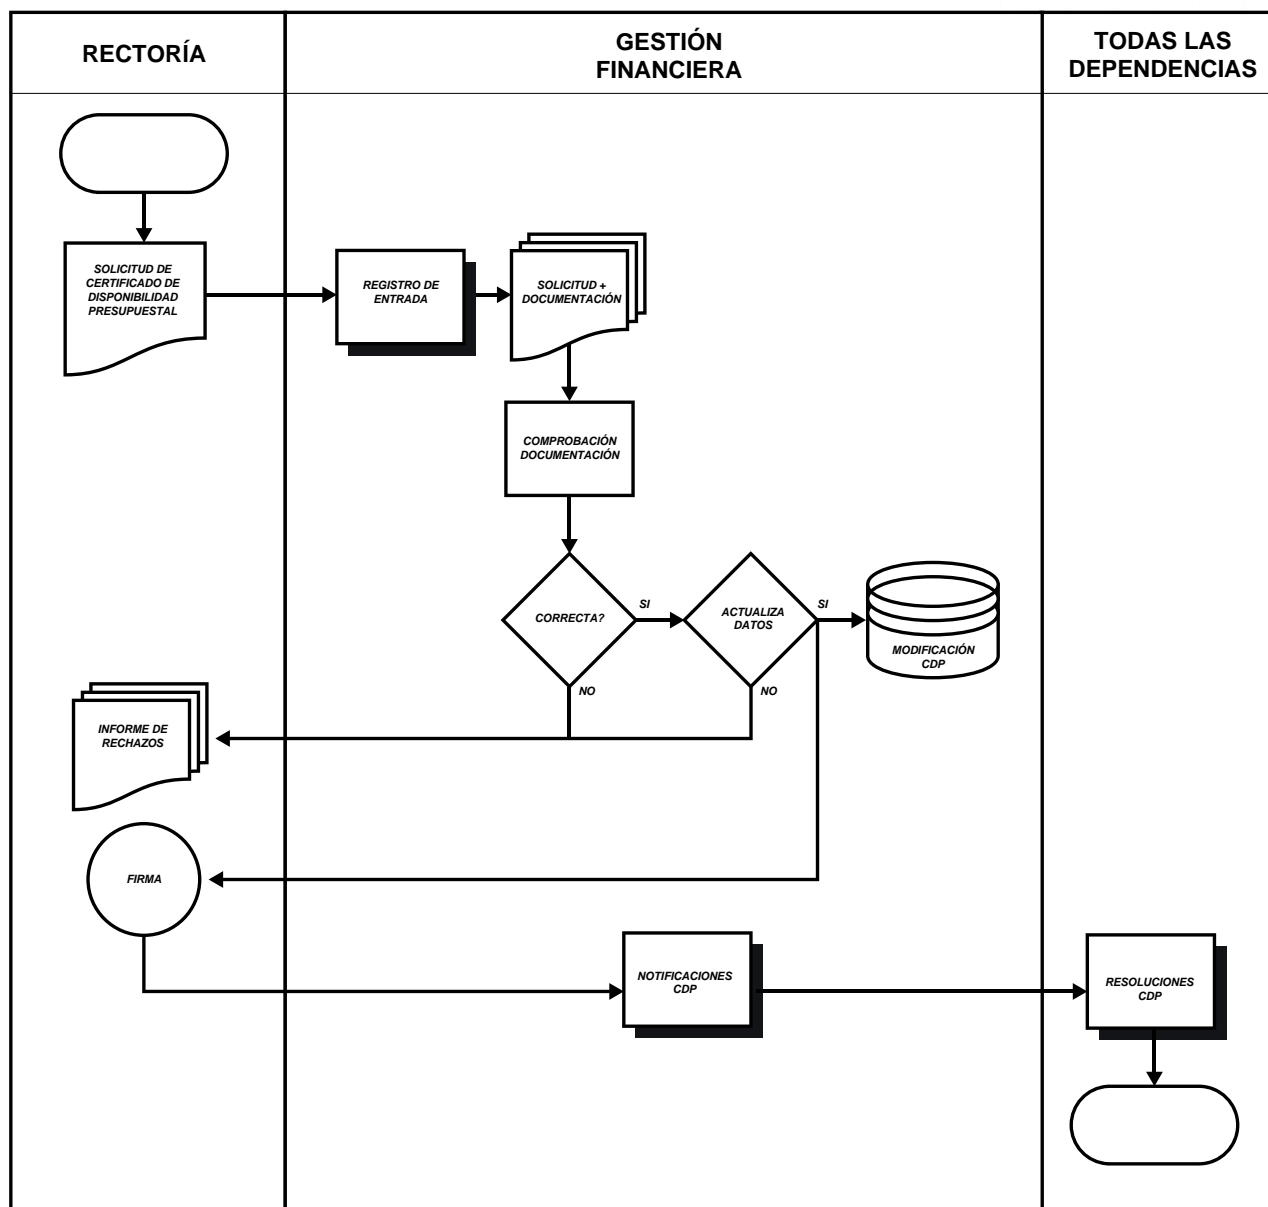 RECTORÍA
GESTIÓN
FINANCIERA
TODAS LAS
DEPENDENCIAS
SOLICITUD DE
CERTIFICADO DE
DISPONIBILIDAD
PRESUPUESTAL
REGISTRO DE
ENTRADA
SOLICITUD +
DOCUMENTACIÓN
COMPROBACIÓN
DOCUMENTACIÓN
CORRECTA?
SI
ACTUALIZA
DATOS
SI
MODIFICACIÓN
CDP
NO
NO
INFORME DE
RECHAZOS
FIRMA
NOTIFICACIONES
CDP
RESOLUCIONES
CDP